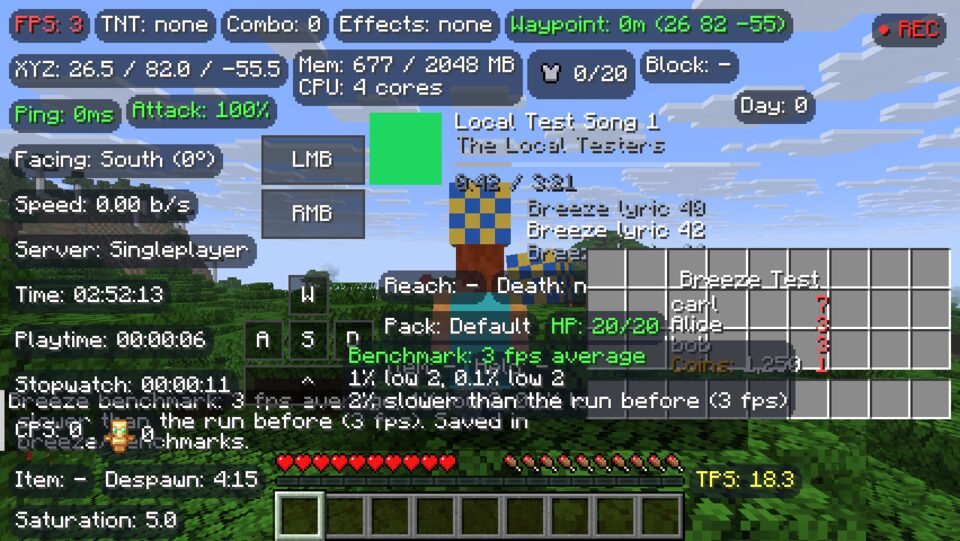 FPS: 3 TNT: none Combo: 0 Effects: none Waypoint: 0m (26 82 -55) REC
XYZ: 26.5 / 82.0 / -55.5 Mem: 677 / 2048 MB 0/20 Block: -
CPU: 4 cores
Ping: 0ms Attack: 100% Day: 0
Local Test Song 1
The Local Testers
Facing: South (0°) LMB
0:42 / 3:21
Speed: 0.00 b/s RMB
Breeze lyric 40
Breeze lyric 42
Breeze lyric
Server: Singleplayer
Breeze Test
Reach: - Death:
Time: 02:52:13 W
carl 7
Alice 3
Pack: Default HP: 20/20
bob 3
Playtime: 00:00:06 A S D
Coins: 1,250 1
Benchmark: 3 fps average
1% low 2, 0.1% low 2
Stopwatch: 00:00:11 ^
2% slower than the run before (3 fps)
Breeze benchmark: 3 fps
slower than the run before (3 fps). Saved in
CPS: 0 0
Item: - Despawn: 4:15 TPS: 18.3
Saturation: 5.0